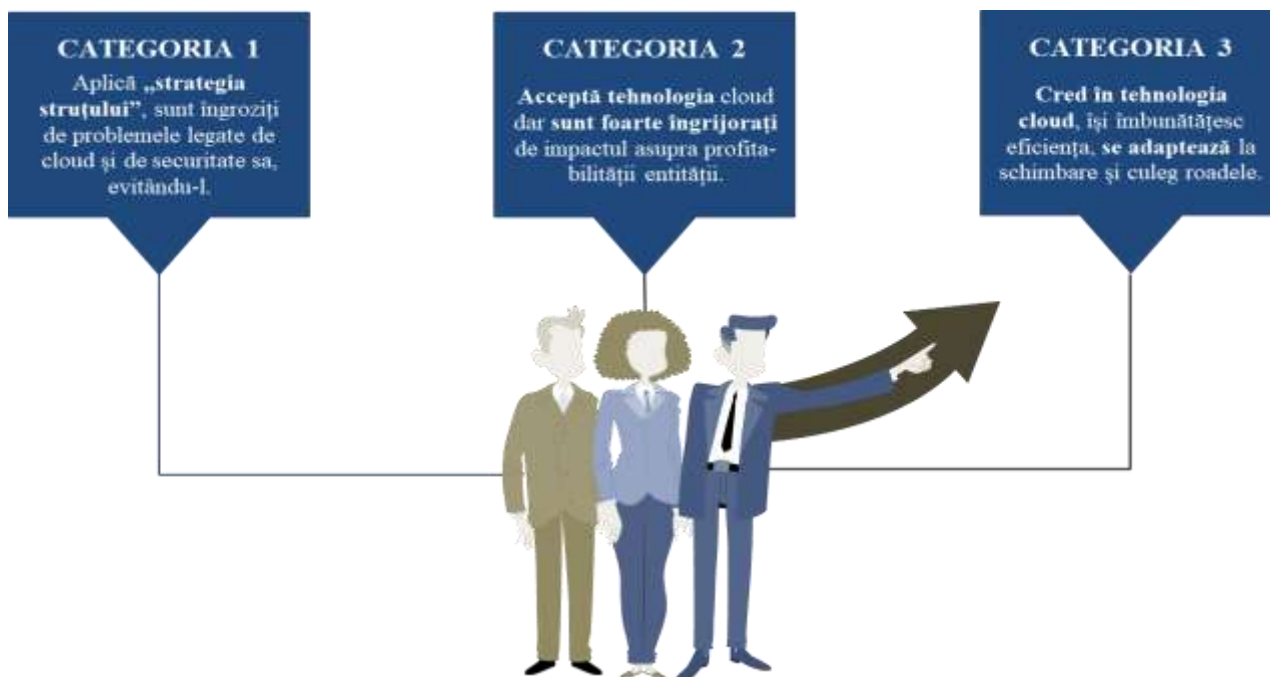 CATEGORIA 1
Aplică „strategia
struțului”, sunt îngroziți
de problemele legate de
cloud și de securitate sa,
evitându-l.
CATEGORIA 2
Acceptă tehnologia cloud
dar sunt foarte îngrijorați
de impactul asupra profita-
bilității entității.
CATEGORIA 3
Cred în tehnologia
cloud, își îmbunătățesc
eficiența, se adaptează la
schimbare și culeg roadele.